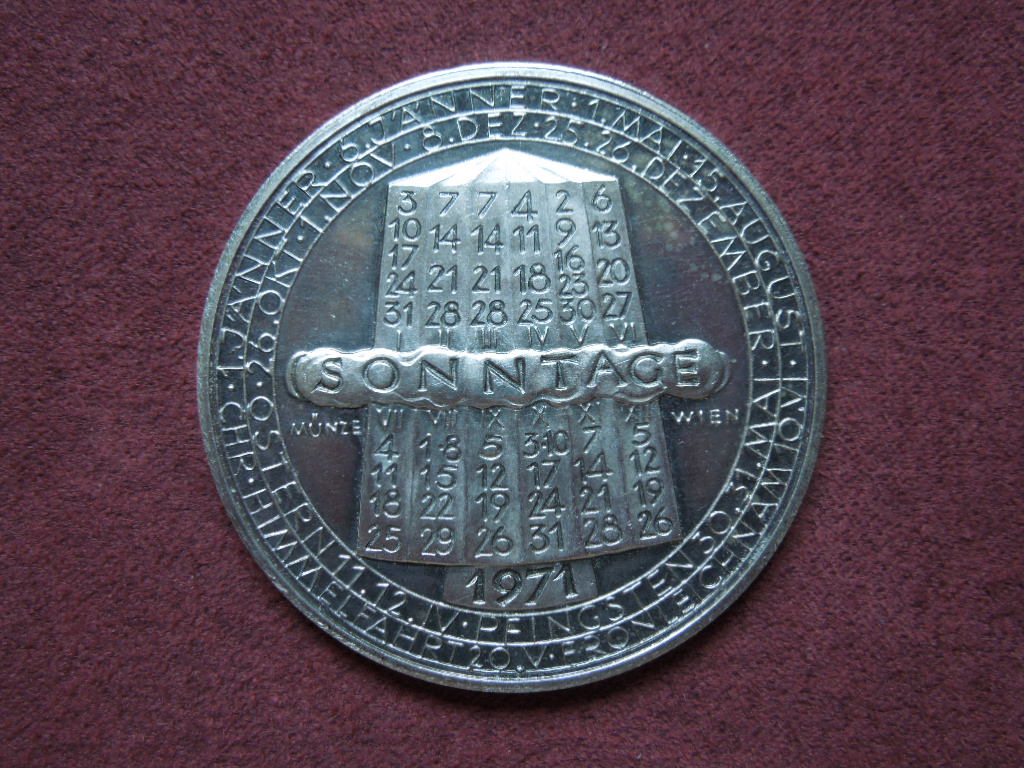 1. JÄNNER · 6. JÄNNER · 1. MAI · 15. AUGUST
26. OKT · 1. NOV · 8. DEZ · 25. 26. DEZEMBER
3 7 7 4 2 6
10 14 14 11 9 13
17 16
24 21 21 18 23 20
31 28 28 25 30 27
I II III IV V VI
SONNTAGE
MÜNZE WIEN
VII VIII IX X XI XII
4 1·8 5 3·10 7 5
11 15 12 17 14 12
18 22 19 24 21 19
25 29 26 31 28 26
1971
OSTERN 11. 12. IV · PFINGSTEN 30. 31. MAI
CHR · HIMMELFAHRT 20. V · FRONLEICHNAM 10. VI